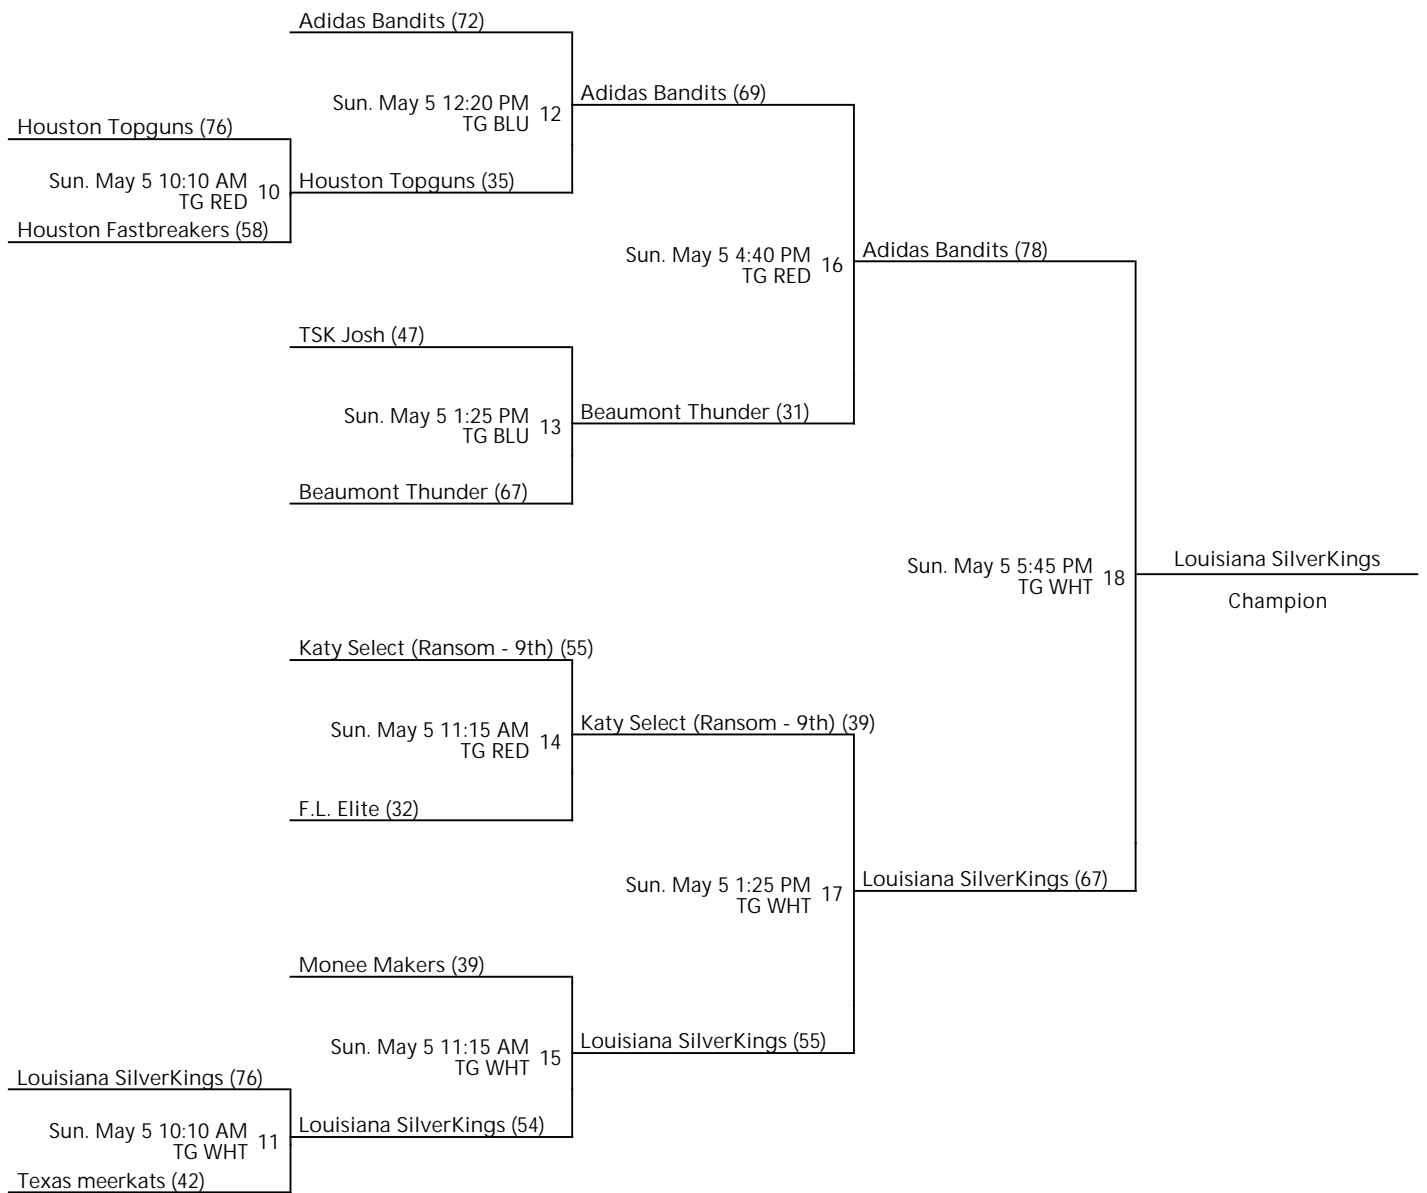 Adidas Bandits (72)
Sun. May 5 12:20 PM
TG BLU
12
Adidas Bandits (69)
Houston Topguns (76)
Sun. May 5 10:10 AM
TG RED
10
Houston Topguns (35)
Houston Fastbreakers (58)
Sun. May 5 4:40 PM
TG RED
16
Adidas Bandits (78)
TSK Josh (47)
Sun. May 5 1:25 PM
TG BLU
13
Beaumont Thunder (31)
Beaumont Thunder (67)
Sun. May 5 5:45 PM
TG WHT
18
Louisiana SilverKings
Champion
Katy Select (Ransom - 9th) (55)
Sun. May 5 11:15 AM
TG RED
14
Katy Select (Ransom - 9th) (39)
F.L. Elite (32)
Sun. May 5 1:25 PM
TG WHT
17
Louisiana SilverKings (67)
Monee Makers (39)
Sun. May 5 11:15 AM
TG WHT
15
Louisiana SilverKings (55)
Louisiana SilverKings (76)
Sun. May 5 10:10 AM
TG WHT
11
Louisiana SilverKings (54)
Texas meerkats (42)